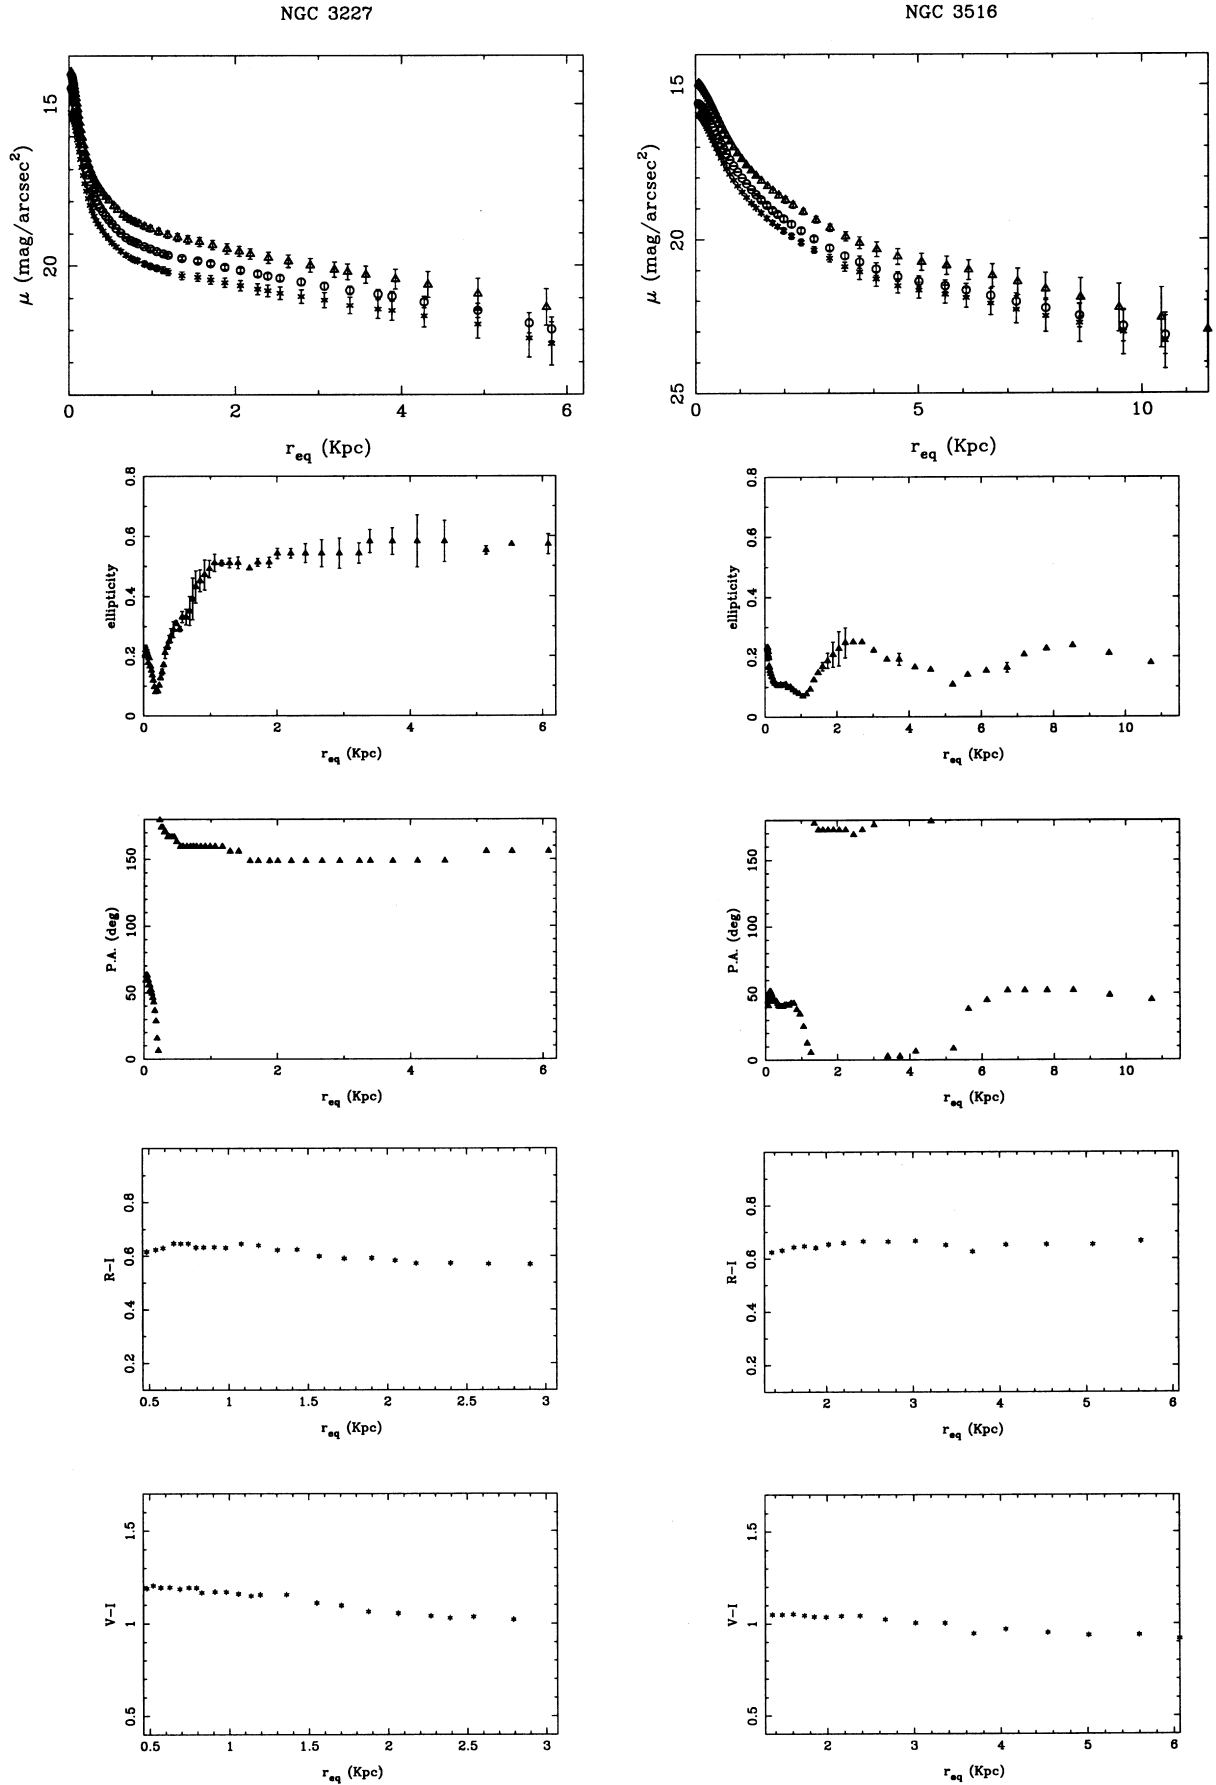 NGC 3227
NGC 3516
15
20
μ (mag/arcsec²)
0 2 4 6
r_eq (Kpc)
15
20
25
μ (mag/arcsec²)
0 5 10
r_eq (Kpc)
0.8
0.6
0.4
0.2
0
ellipticity
0 2 4 6
r_eq (Kpc)
0.8
0.6
0.4
0.2
0
ellipticity
0 2 4 6 8 10
r_eq (Kpc)
150
100
50
0
P.A. (deg)
0 2 4 6
r_eq (Kpc)
150
100
50
0
P.A. (deg)
0 2 4 6 8 10
r_eq (Kpc)
0.8
0.6
0.4
0.2
R-I
0.5 1 1.5 2 2.5 3
r_eq (Kpc)
0.8
0.6
0.4
0.2
R-I
2 3 4 5 6
r_eq (Kpc)
1.5
1
0.5
V-I
0.5 1 1.5 2 2.5 3
r_eq (Kpc)
1.5
1
0.5
V-I
2 3 4 5 6
r_eq (Kpc)